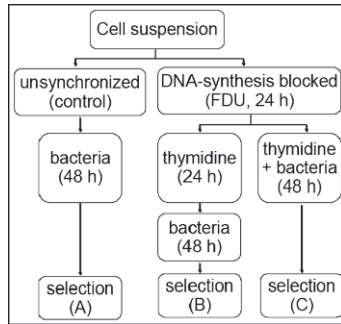 Cell suspension
unsynchronized
(control)
DNA-synthesis blocked
(FDU, 24 h)
bacteria
(48 h)
thymidine
(24 h)
thymidine
+ bacteria
(48 h)
bacteria
(48 h)
selection
(A)
selection
(B)
selection
(C)